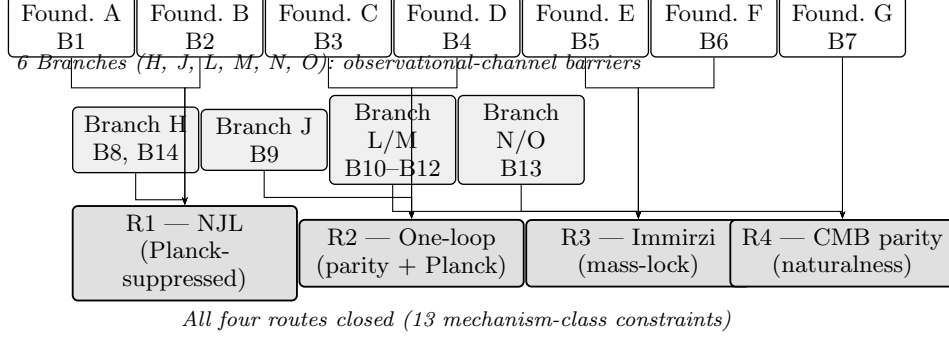 Found. A
B1
Found. B
B2
Found. C
B3
Found. D
B4
Found. E
B5
Found. F
B6
Found. G
B7
6 Branches (H, J, L, M, N, O): observational-channel barriers
Branch H
B8, B14
Branch J
B9
Branch
L/M
B10–B12
Branch
N/O
B13
R1 — NJL
(Planck-
suppressed)
R2 — One-loop
(parity + Planck)
R3 — Immirzi
(mass-lock)
R4 — CMB parity
(naturalness)
All four routes closed (13 mechanism-class constraints)